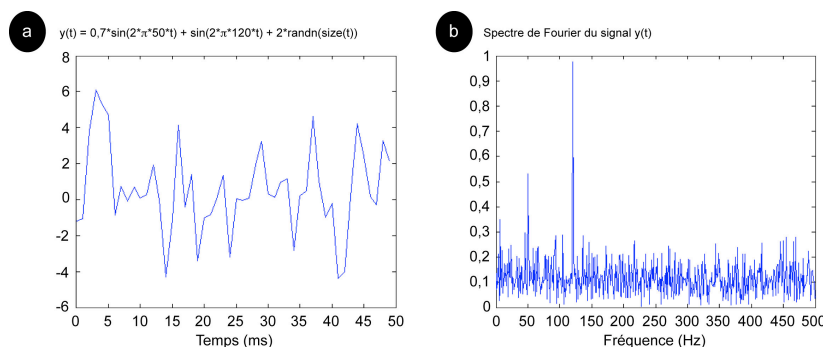 a
y(t) = 0,7*sin(2*π*50*t) + sin(2*π*120*t) + 2*randn(size(t))
8
6
4
2
0
-2
-4
-6
0 5 10 15 20 25 30 35 40 45 50
Temps (ms)
b
Spectre de Fourier du signal y(t)
1
0,9
0,8
0,7
0,6
0,5
0,4
0,3
0,2
0,1
0
0 50 100 150 200 250 300 350 400 450 500
Fréquence (Hz)